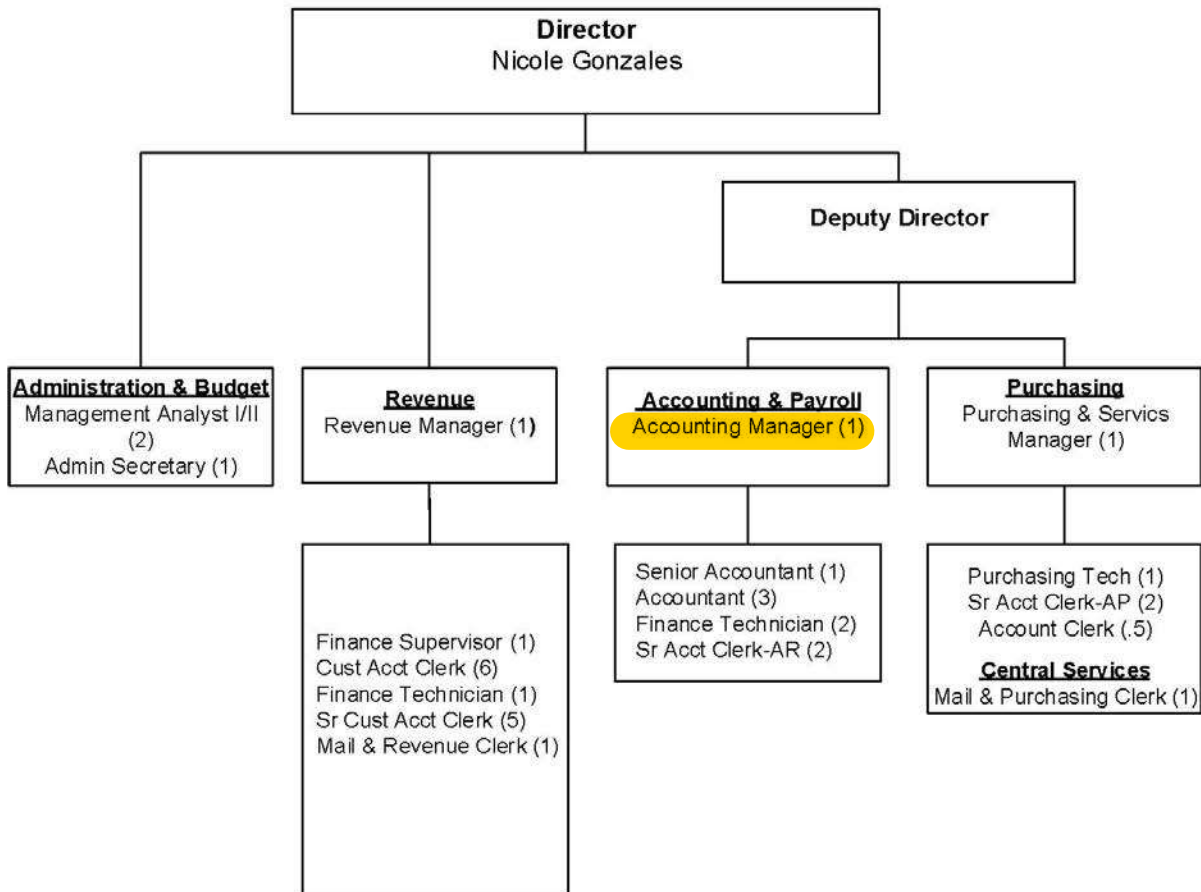 Director
Nicole Gonzales
Deputy Director
Administration & Budget
Management Analyst I/II
(2)
Admin Secretary (1)
Revenue
Revenue Manager (1)
Accounting & Payroll
Accounting Manager (1)
Purchasing
Purchasing & Servics
Manager (1)
Finance Supervisor (1)
Cust Acct Clerk (6)
Finance Technician (1)
Sr Cust Acct Clerk (5)
Mail & Revenue Clerk (1)
Senior Accountant (1)
Accountant (3)
Finance Technician (2)
Sr Acct Clerk-AR (2)
Purchasing Tech (1)
Sr Acct Clerk-AP (2)
Account Clerk (.5)
Central Services
Mail & Purchasing Clerk (1)